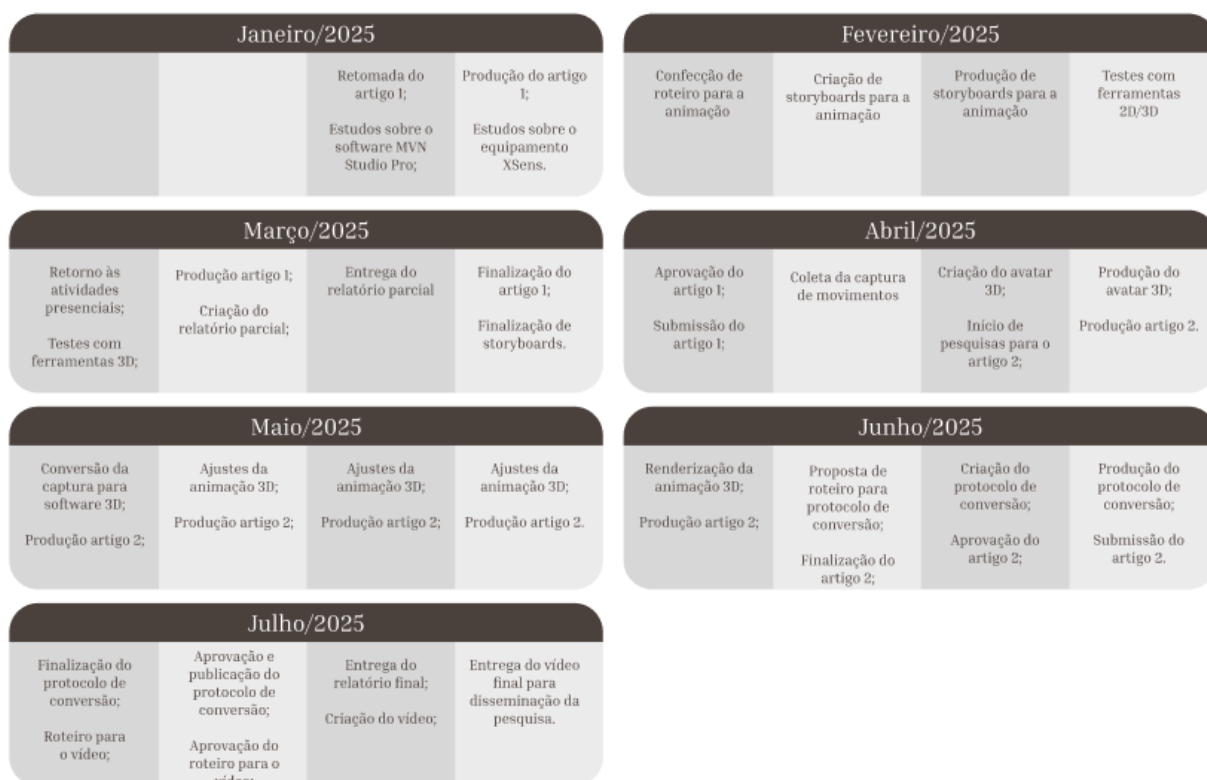 Janeiro/2025
Retomada do
artigo 1;
Estudos sobre o
software MVN
Studio Pro;
Produção do artigo
1;
Estudos sobre o
equipamento
XSens.
Fevereiro/2025
Confecção de
roteiro para a
animação
Criação de
storyboards para a
animação
Produção de
storyboards para a
animação
Testes com
ferramentas
2D/3D
Março/2025
Retorno às
atividades
presenciais;
Testes com
ferramentas 3D;
Produção artigo 1;
Criação do
relatório parcial;
Entrega do
relatório parcial
Finalização do
artigo 1;
Finalização de
storyboards.
Abril/2025
Aprovação do
artigo 1;
Submissão do
artigo 1;
Coleta da captura
de movimentos
Criação do avatar
3D;
Início de
pesquisas para o
artigo 2;
Produção do
avatar 3D;
Produção artigo 2.
Maio/2025
Conversão da
captura para
software 3D;
Produção artigo 2;
Ajustes da
animação 3D;
Produção artigo 2;
Ajustes da
animação 3D;
Produção artigo 2;
Ajustes da
animação 3D;
Produção artigo 2.
Junho/2025
Renderização da
animação 3D;
Produção artigo 2;
Proposta de
roteiro para
protocolo de
conversão;
Finalização do
artigo 2;
Criação do
protocolo de
conversão;
Aprovação do
artigo 2;
Produção do
protocolo de
conversão;
Submissão do
artigo 2.
Julho/2025
Finalização do
protocolo de
conversão;
Roteiro para
o vídeo;
Aprovação e
publicação do
protocolo de
conversão;
Aprovação do
roteiro para o
vídeo;
Entrega do
relatório final;
Criação do vídeo;
Entrega do vídeo
final para
disseminação da
pesquisa.